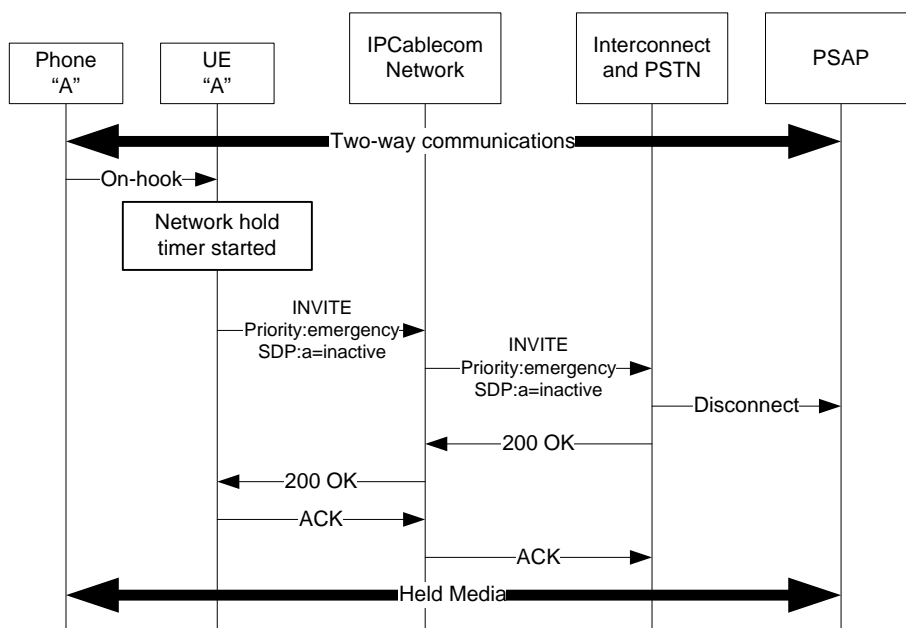 Phone
“A”
UE
“A”
IPCablecom
Network
Interconnect
and PSTN
PSAP
Two-way communications
On-hook
Network hold
timer started
INVITE
Priority:emergency
SDP:a=inactive
INVITE
Priority:emergency
SDP:a=inactive
Disconnect
200 OK
200 OK
ACK
ACK
Held Media